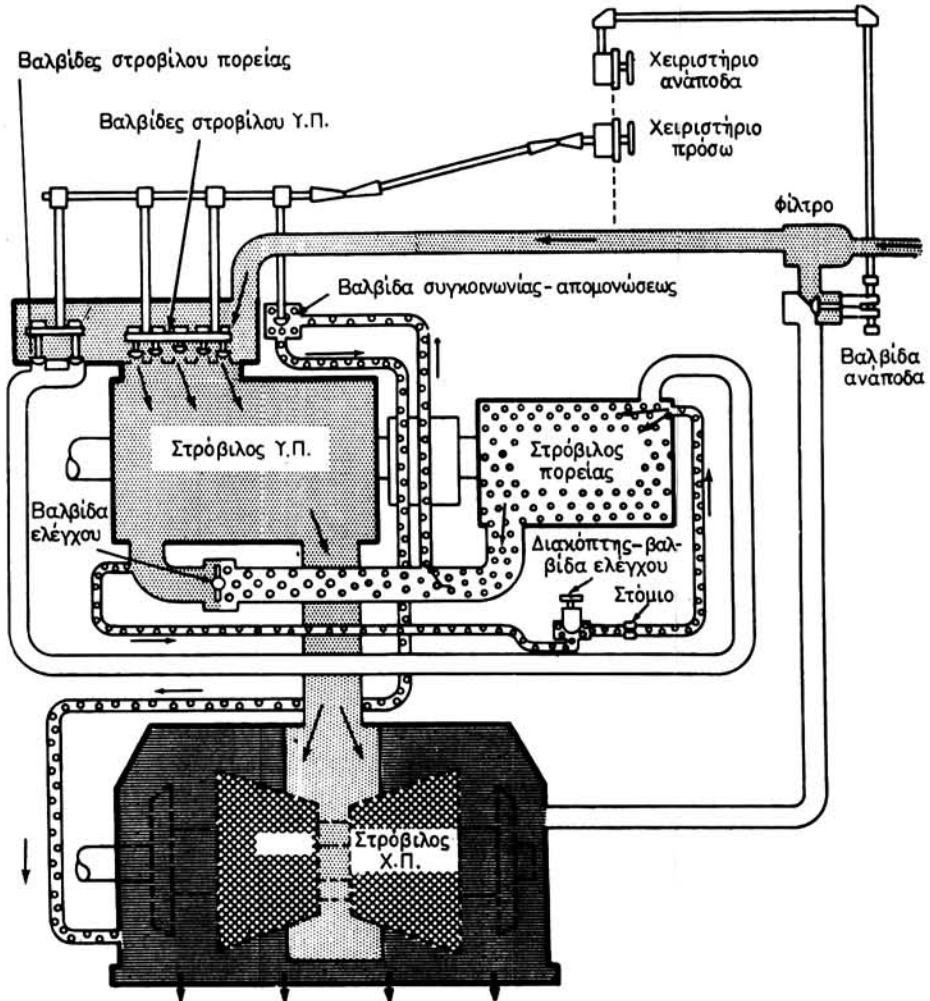 Βαλβίδες στροβίλου πορείας
Βαλβίδες στροβίλου Υ.Π.
Χειριστήριο
ανάποδα
Χειριστήριο
πρόσω
Φίλτρο
Βαλβίδα συγκοινωνίας-απομονώσεως
Βαλβίδα
ανάποδα
Στρόβιλος Υ.Π.
Στρόβιλος
πορείας
Βαλβίδα
ελέγχου
Διακόπτης-βαλ-
βίδα ελέγχου
Στόμιο
Στρόβιλος
Χ.Π.